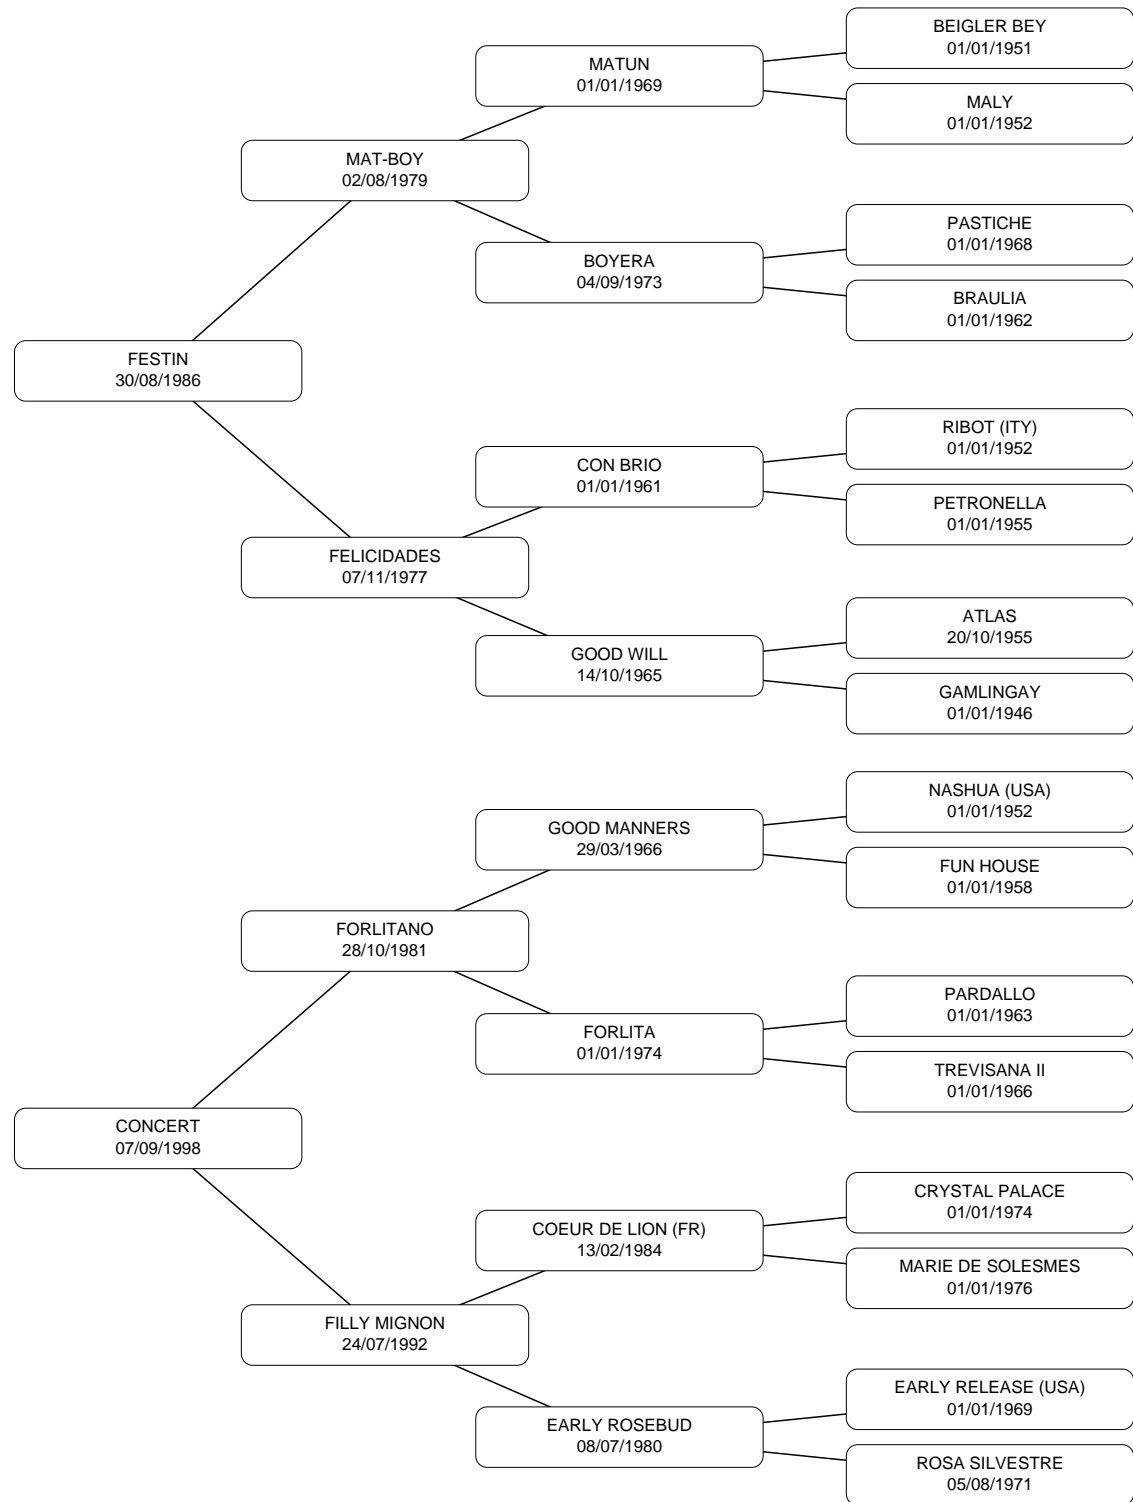 BEIGLER BEY
01/01/1951
MATUN
01/01/1969
MALY
01/01/1952
MAT-BOY
02/08/1979
PASTICHE
01/01/1968
BOYERA
04/09/1973
BRAULIA
01/01/1962
FESTIN
30/08/1986
RIBOT (ITY)
01/01/1952
CON BRIO
01/01/1961
PETRONELLA
01/01/1955
FELICIDADES
07/11/1977
ATLAS
20/10/1955
GOOD WILL
14/10/1965
GAMLINGAY
01/01/1946
NASHUA (USA)
01/01/1952
GOOD MANNERS
29/03/1966
FUN HOUSE
01/01/1958
FORLITANO
28/10/1981
PARDALLO
01/01/1963
FORLITA
01/01/1974
TREVISANA II
01/01/1966
CONCERT
07/09/1998
CRYSTAL PALACE
01/01/1974
COEUR DE LION (FR)
13/02/1984
MARIE DE SOLESMES
01/01/1976
FILLY MIGNON
24/07/1992
EARLY RELEASE (USA)
01/01/1969
EARLY ROSEBUD
08/07/1980
ROSA SILVESTRE
05/08/1971